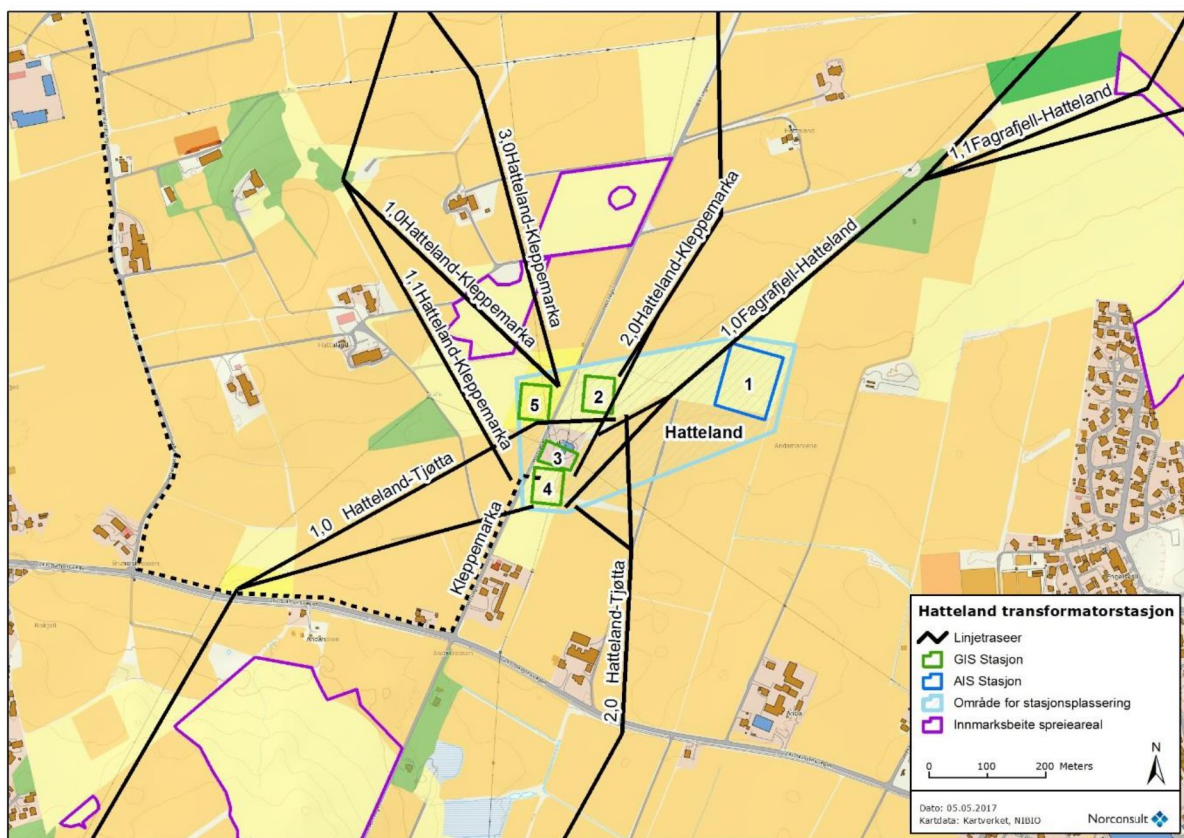 3,0Hatteland-Kleppemarka
1,0Hatteland-Kleppemarka
1,1Hatteland-Kleppemarka
2,0Hatteland-Kleppemarka
1,1Fagrafjell-Hatteland
1,0Fagrafjell-Hatteland
Hatteland
1
2
5
3
4
Hatteland
1,0 Hatteland-Tjøtta
Kleppemarka
2,0 Hatteland-Tjøtta
Hatteland transformatorstasjon
Linjetraseer
GIS Stasjon
AIS Stasjon
Område for stasjonsplassering
Innmarksbeite spreieareal
N
0 100 200 Meters
Dato: 05.05.2017
Kartdata: Kartverket, NIBIO
Norconsult